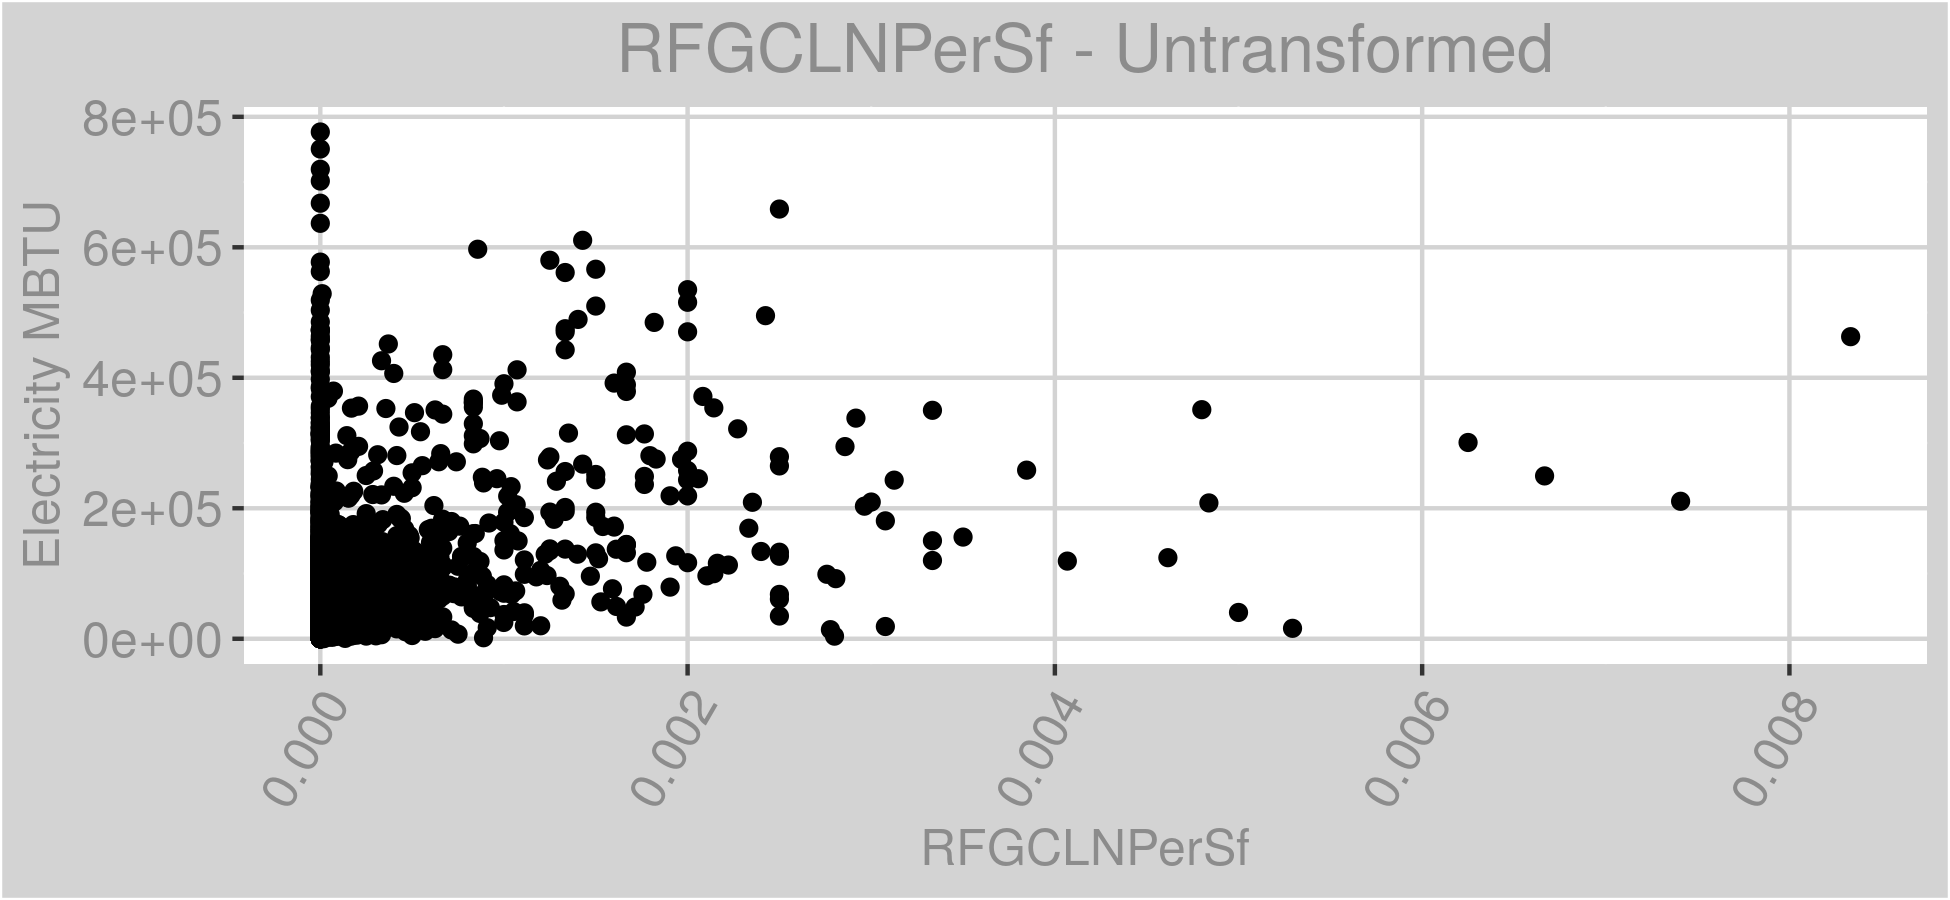 RFGCLNPerSf - Untransformed
Electricity MBTU
8e+05
6e+05
4e+05
2e+05
0e+00
0.000
0.002
0.004
0.006
0.008
RFGCLNPerSf